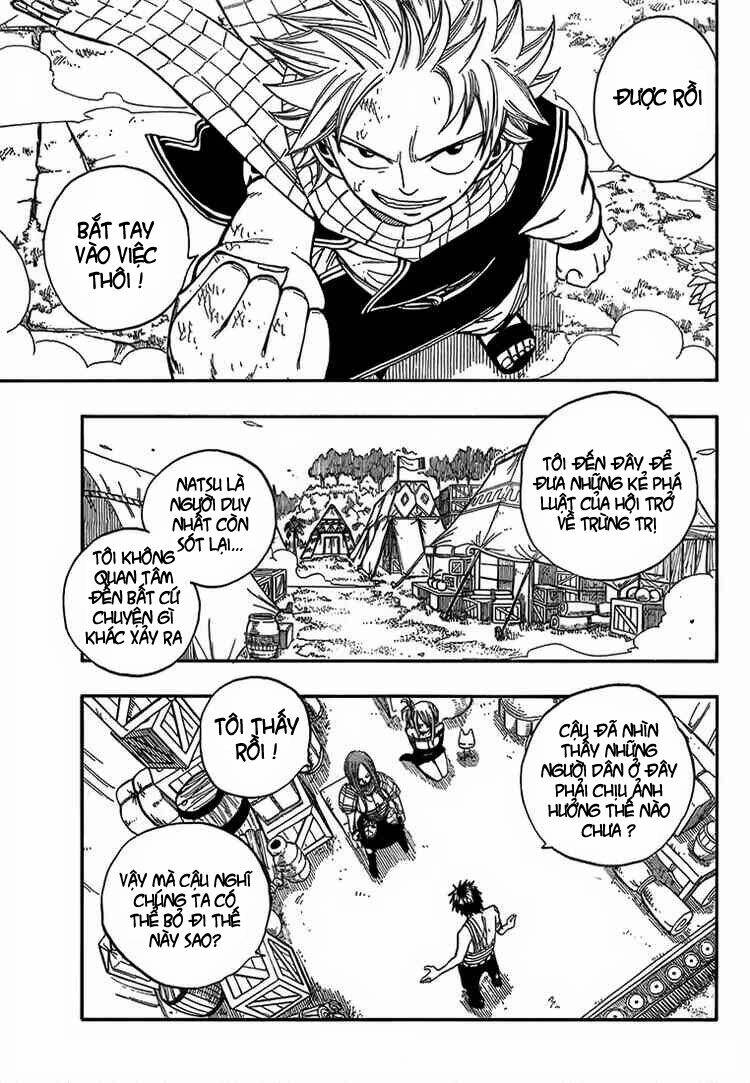 ĐƯỢC RỒI
BẮT TAY
VÀO VIỆC
THÔI !
TÔI ĐẾN ĐÂY ĐỂ
ĐƯA NHỮNG KẺ PHÁ
LUẬT CỦA HỘI TRỞ
VỀ TRỪNG TRỊ
NATSU LÀ
NGƯỜI DUY
NHẤT CÒN
SÓT LẠI...
TÔI KHÔNG
QUAN TÂM
ĐẾN BẤT CỨ
CHUYỆN GÌ
KHÁC XẢY RA
CẬU ĐÃ NHÌN
THẤY NHỮNG
NGƯỜI DÂN Ở ĐÂY
PHẢI CHỊU ẢNH
HƯỞNG THẾ NÀO
CHƯA ?
TÔI THẤY
RỒI !
VẬY MÀ CẬU NGHĨ
CHÚNG TA CÓ
THỂ BỎ ĐI THẾ
NÀY SAO?